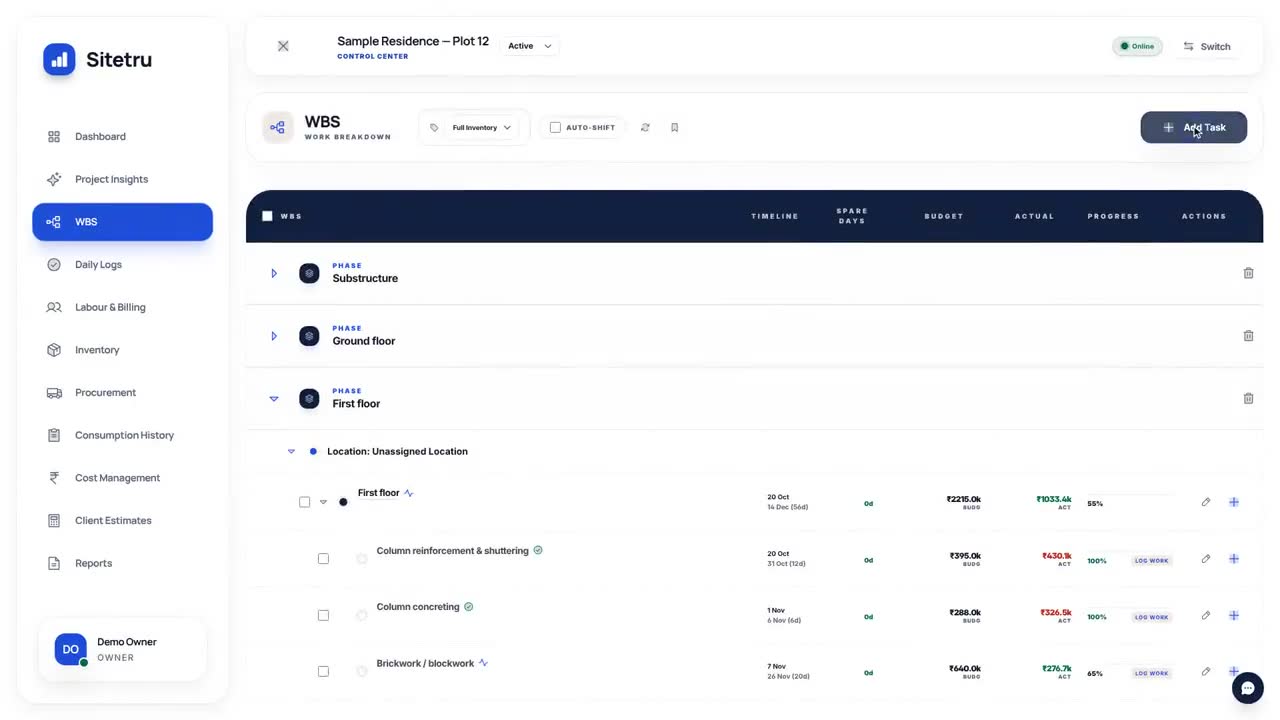 Sitetru
Dashboard
Project Insights
WBS
Daily Logs
Labour & Billing
Inventory
Procurement
Consumption History
Cost Management
Client Estimates
Reports
DO
Demo Owner
OWNER
Sample Residence — Plot 12
CONTROL CENTER
Active
Online
Switch
WBS
WORK BREAKDOWN
Full Inventory
AUTO-SHIFT
Add Task
WBS TIMELINE SPARE DAYS BUDGET ACTUAL PROGRESS ACTIONS
PHASE
Substructure
PHASE
Ground floor
PHASE
First floor
Location: Unassigned Location
First floor
20 Oct
14 Dec (56d)
0d
₹2215.0k
BUDG
₹1033.4k
ACT
55%
Column reinforcement & shuttering
20 Oct
31 Oct (12d)
0d
₹395.0k
BUDG
₹430.1k
ACT
100%
LOG WORK
Column concreting
1 Nov
6 Nov (6d)
0d
₹288.0k
BUDG
₹326.5k
ACT
100%
LOG WORK
Brickwork / blockwork
7 Nov
26 Nov (20d)
0d
₹640.0k
BUDG
₹276.7k
ACT
65%
LOG WORK